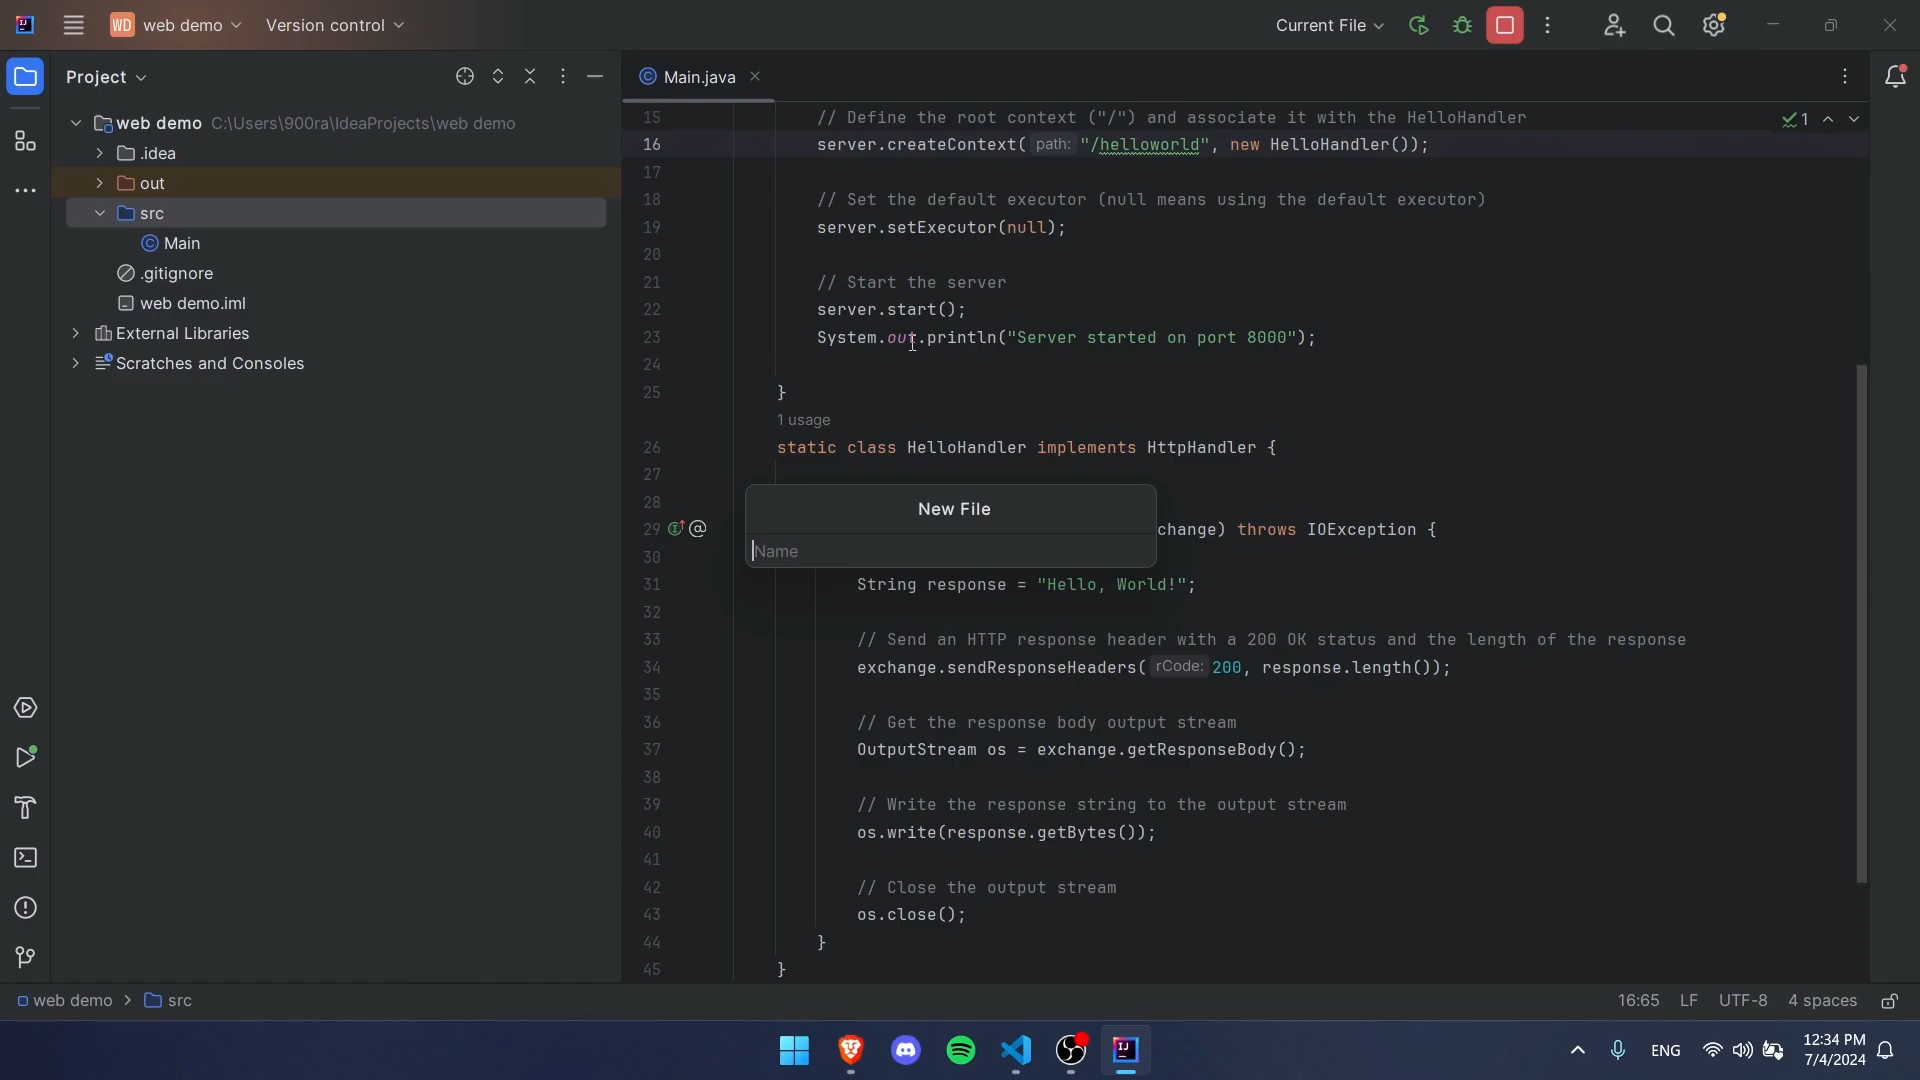 WD web demo Version control Current File
Project
Main.java
web demo C:\Users\900ra\IdeaProjects\web demo
.idea
out
src
Main
.gitignore
web demo.iml
External Libraries
Scratches and Consoles
15 // Define the root context ("/") and associate it with the HelloHandler
1
16 server.createContext( path: "/helloworld", new HelloHandler());
17
18 // Set the default executor (null means using the default executor)
19 server.setExecutor(null);
20
21 // Start the server
22 server.start();
23 System.out.println("Server started on port 8000");
24
25 }
1 usage
26 static class HelloHandler implements HttpHandler {
27
28
29 change) throws IOException {
30
31 String response = "Hello, World!";
32
33 // Send an HTTP response header with a 200 OK status and the length of the response
34 exchange.sendResponseHeaders( rCode: 200, response.length());
35
36 // Get the response body output stream
37 OutputStream os = exchange.getResponseBody();
38
39 // Write the response string to the output stream
40 os.write(response.getBytes());
41
42 // Close the output stream
43 os.close();
44 }
45 }
New File
Name
web demo > src
16:65 LF UTF-8 4 spaces
ENG
12:34 PM
7/4/2024